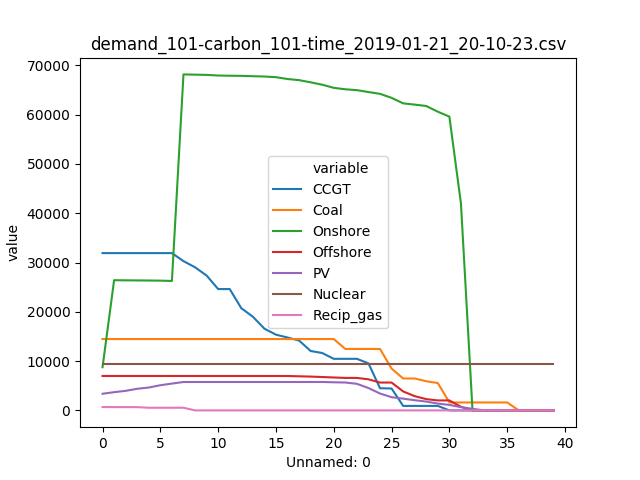 demand_101-carbon_101-time_2019-01-21_20-10-23.csv
70000
60000
50000
40000
30000
20000
10000
0
value
variable
CCGT
Coal
Onshore
Offshore
PV
Nuclear
Recip_gas
0 5 10 15 20 25 30 35 40
Unnamed: 0